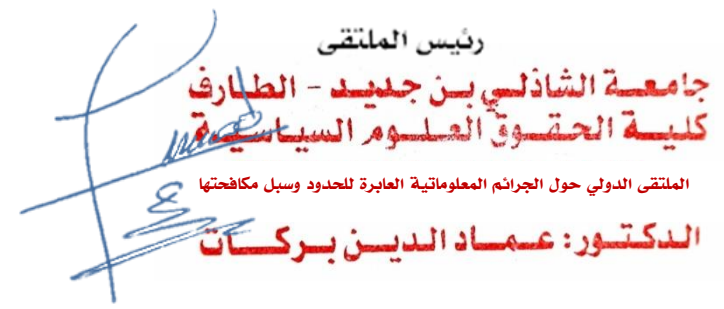 رئيس الملتقى
جامعة الشاذلي بن جديد - الطارف
كلية الحقوق العلوم السياسية
الملتقى الدولي حول الجرائم المعلوماتية العابرة للحدود وسبل مكافحتها
الدكتور: عماد الدين بركات